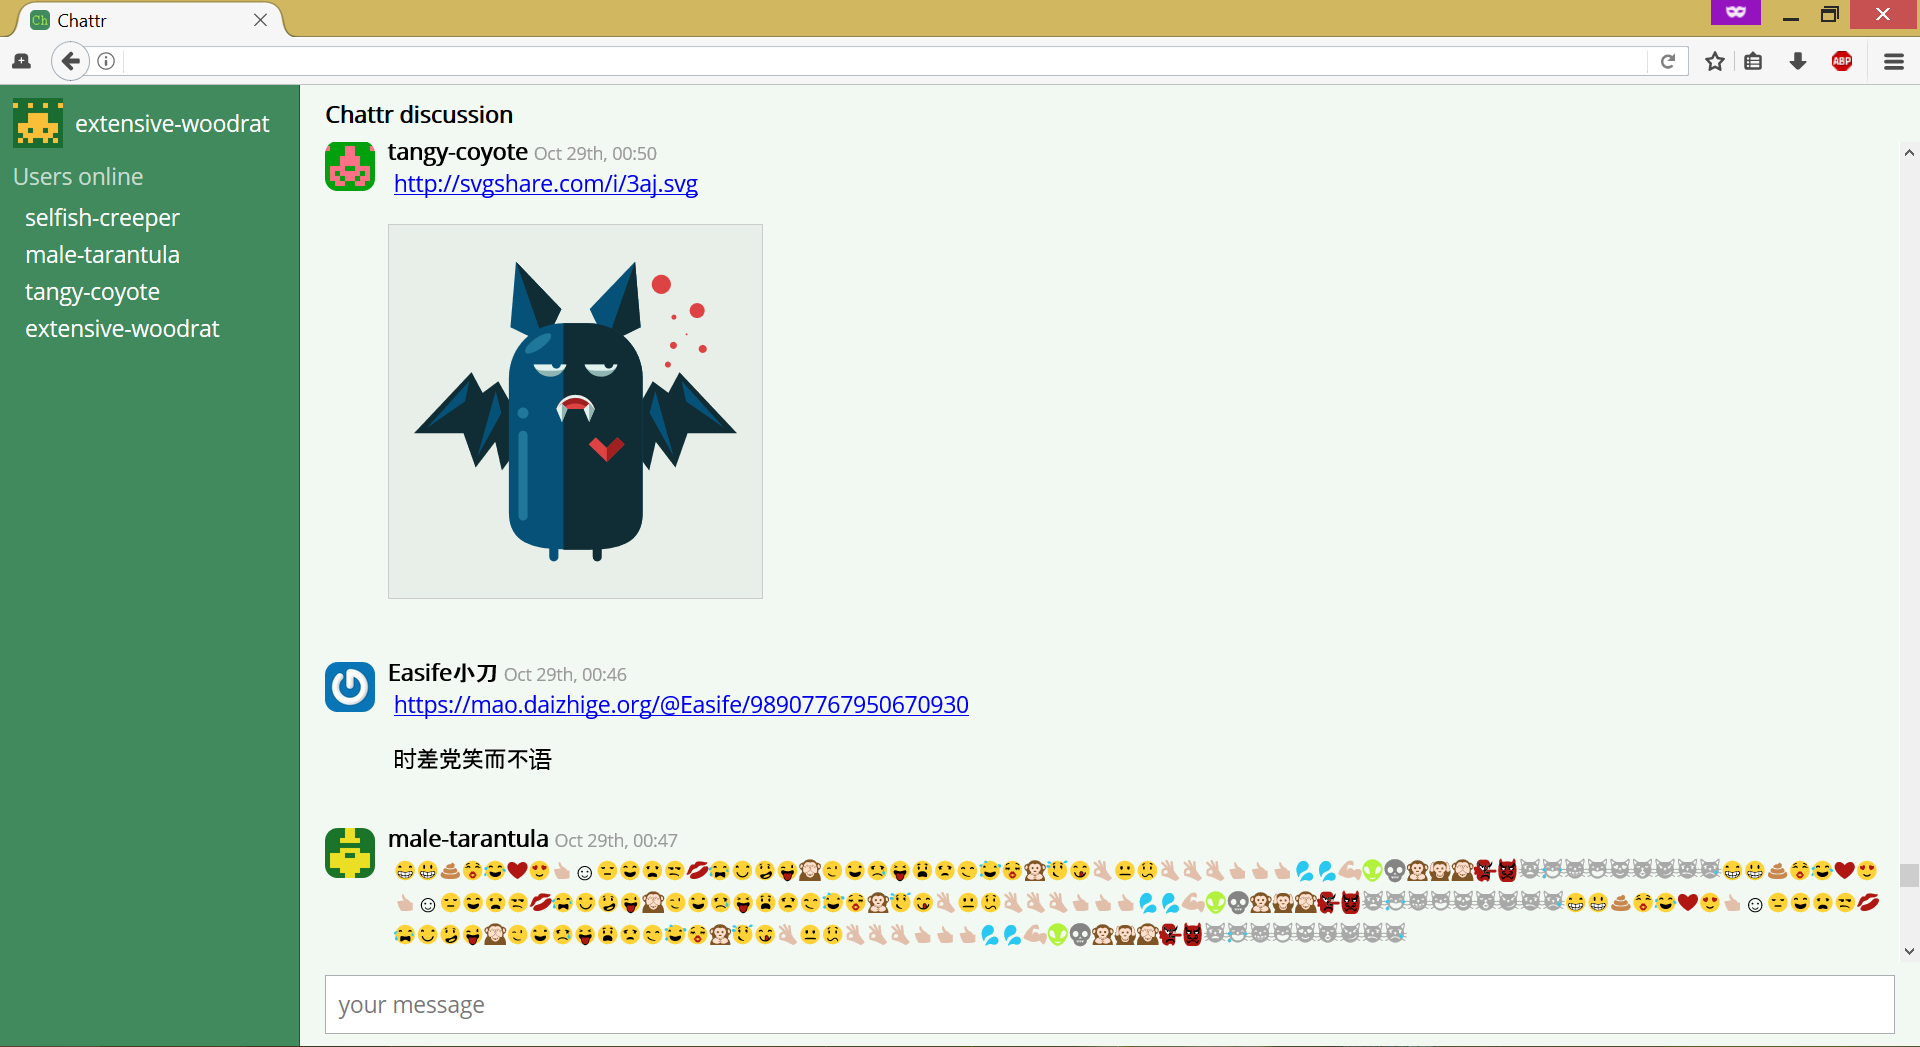 Ch Chattr
ABP
extensive-woodrat
Users online
selfish-creeper
male-tarantula
tangy-coyote
extensive-woodrat
Chattr discussion
tangy-coyote Oct 29th, 00:50
http://svgshare.com/i/3aj.svg
Easife小刀 Oct 29th, 00:46
https://mao.daizhige.org/@Easife/98907767950670930
时差党笑而不语
male-tarantula Oct 29th, 00:47
your message